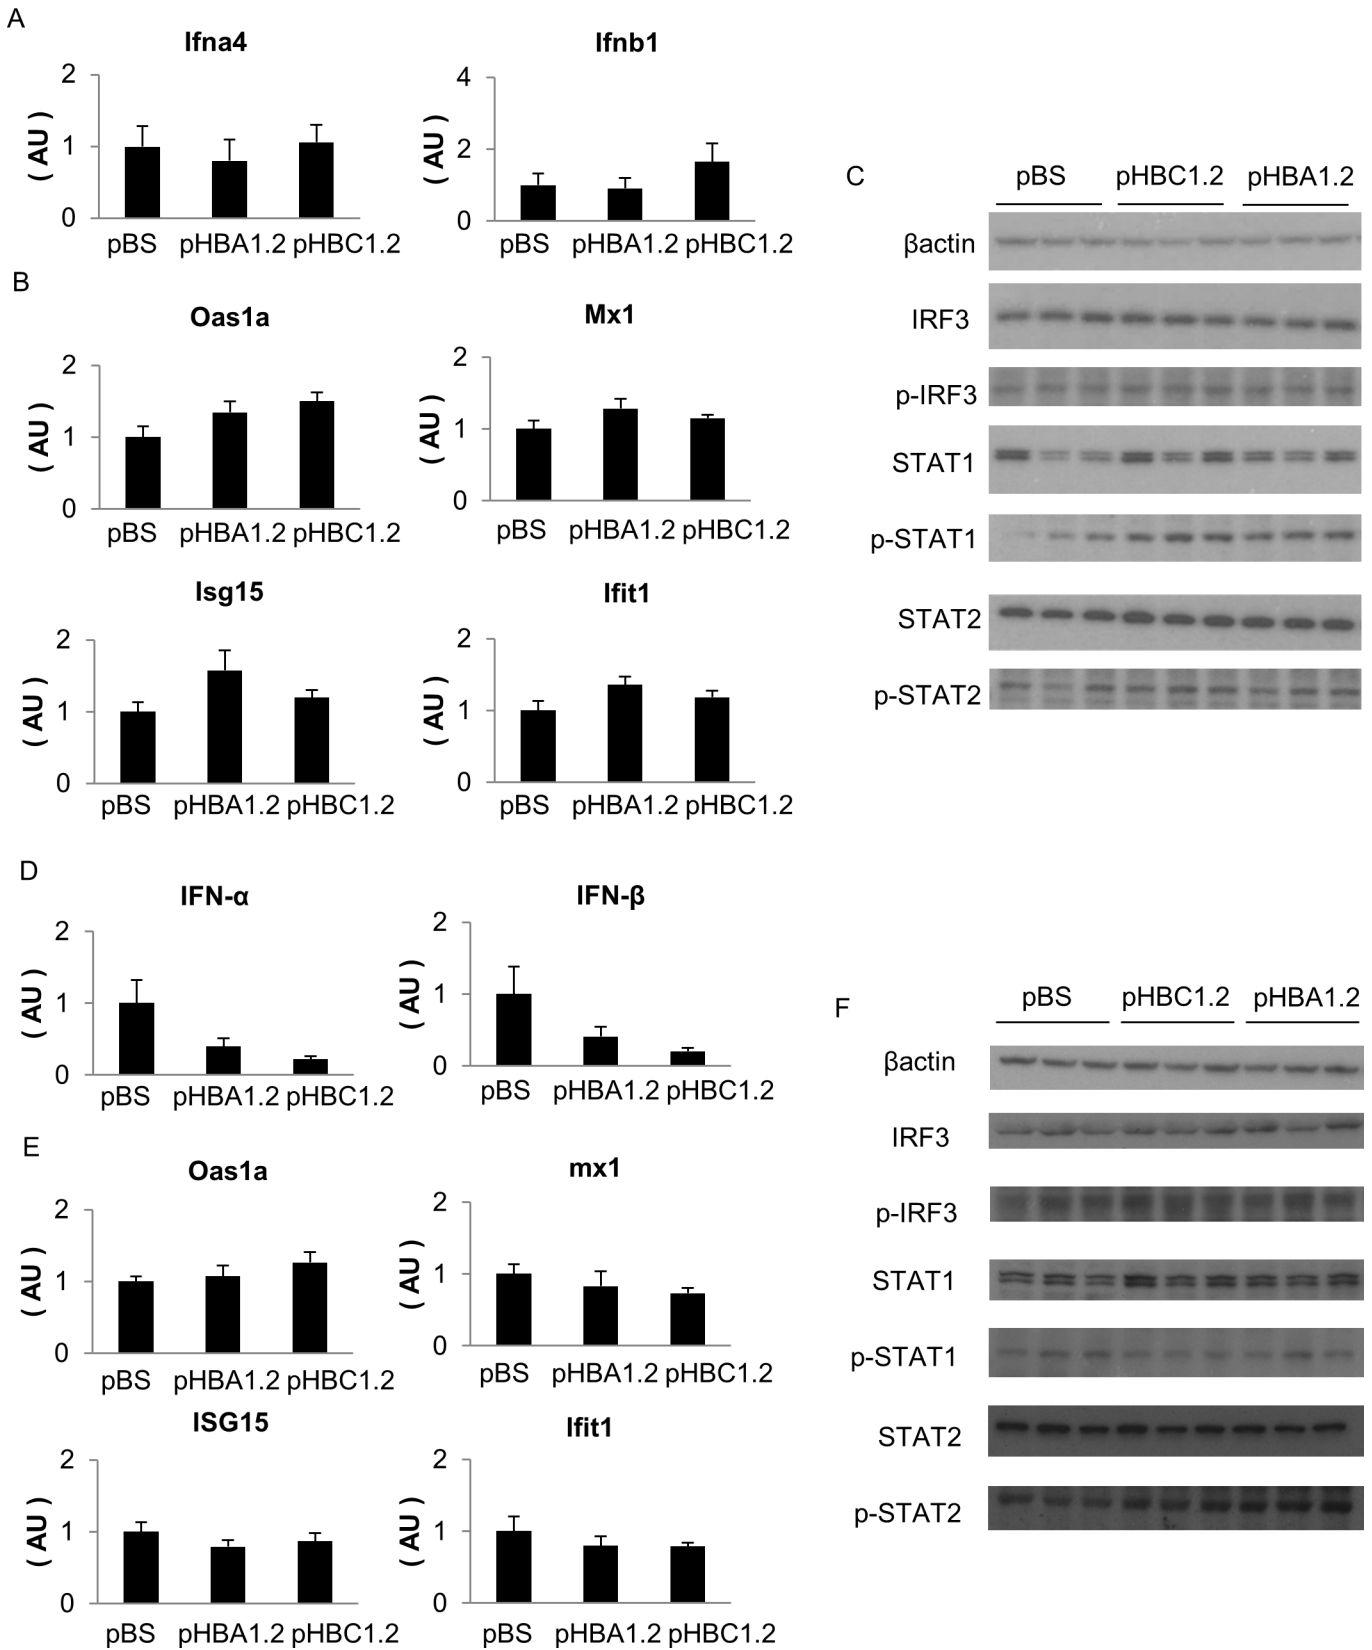 A
Ifna4
2
1
0
( AU )
pBS pHBA1.2 pHBC1.2
Ifnb1
4
2
0
( AU )
pBS pHBA1.2 pHBC1.2
B
Oas1a
2
1
0
( AU )
pBS pHBA1.2 pHBC1.2
Mx1
2
1
0
( AU )
pBS pHBA1.2 pHBC1.2
Isg15
2
1
0
( AU )
pBS pHBA1.2 pHBC1.2
Ifit1
2
1
0
( AU )
pBS pHBA1.2 pHBC1.2
C
pBS pHBC1.2 pHBA1.2
βactin
IRF3
p-IRF3
STAT1
p-STAT1
STAT2
p-STAT2
D
IFN-α
2
1
0
( AU )
pBS pHBA1.2 pHBC1.2
IFN-β
2
1
0
( AU )
pBS pHBA1.2 pHBC1.2
E
Oas1a
2
1
0
( AU )
pBS pHBA1.2 pHBC1.2
mx1
2
1
0
( AU )
pBS pHBA1.2 pHBC1.2
ISG15
2
1
0
( AU )
pBS pHBA1.2 pHBC1.2
Ifit1
2
1
0
( AU )
pBS pHBA1.2 pHBC1.2
F
pBS pHBC1.2 pHBA1.2
βactin
IRF3
p-IRF3
STAT1
p-STAT1
STAT2
p-STAT2